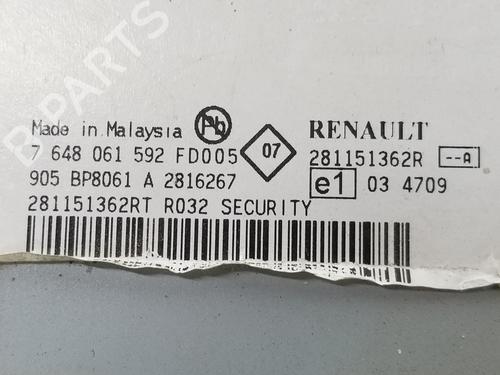 B-PARTS
Made in Malaysia Pb RENAULT
7 648 061 592 FD005 07 281151362R --A
905 BP8061 A 2816267 e1 03 4709
281151362RT R032 SECURITY